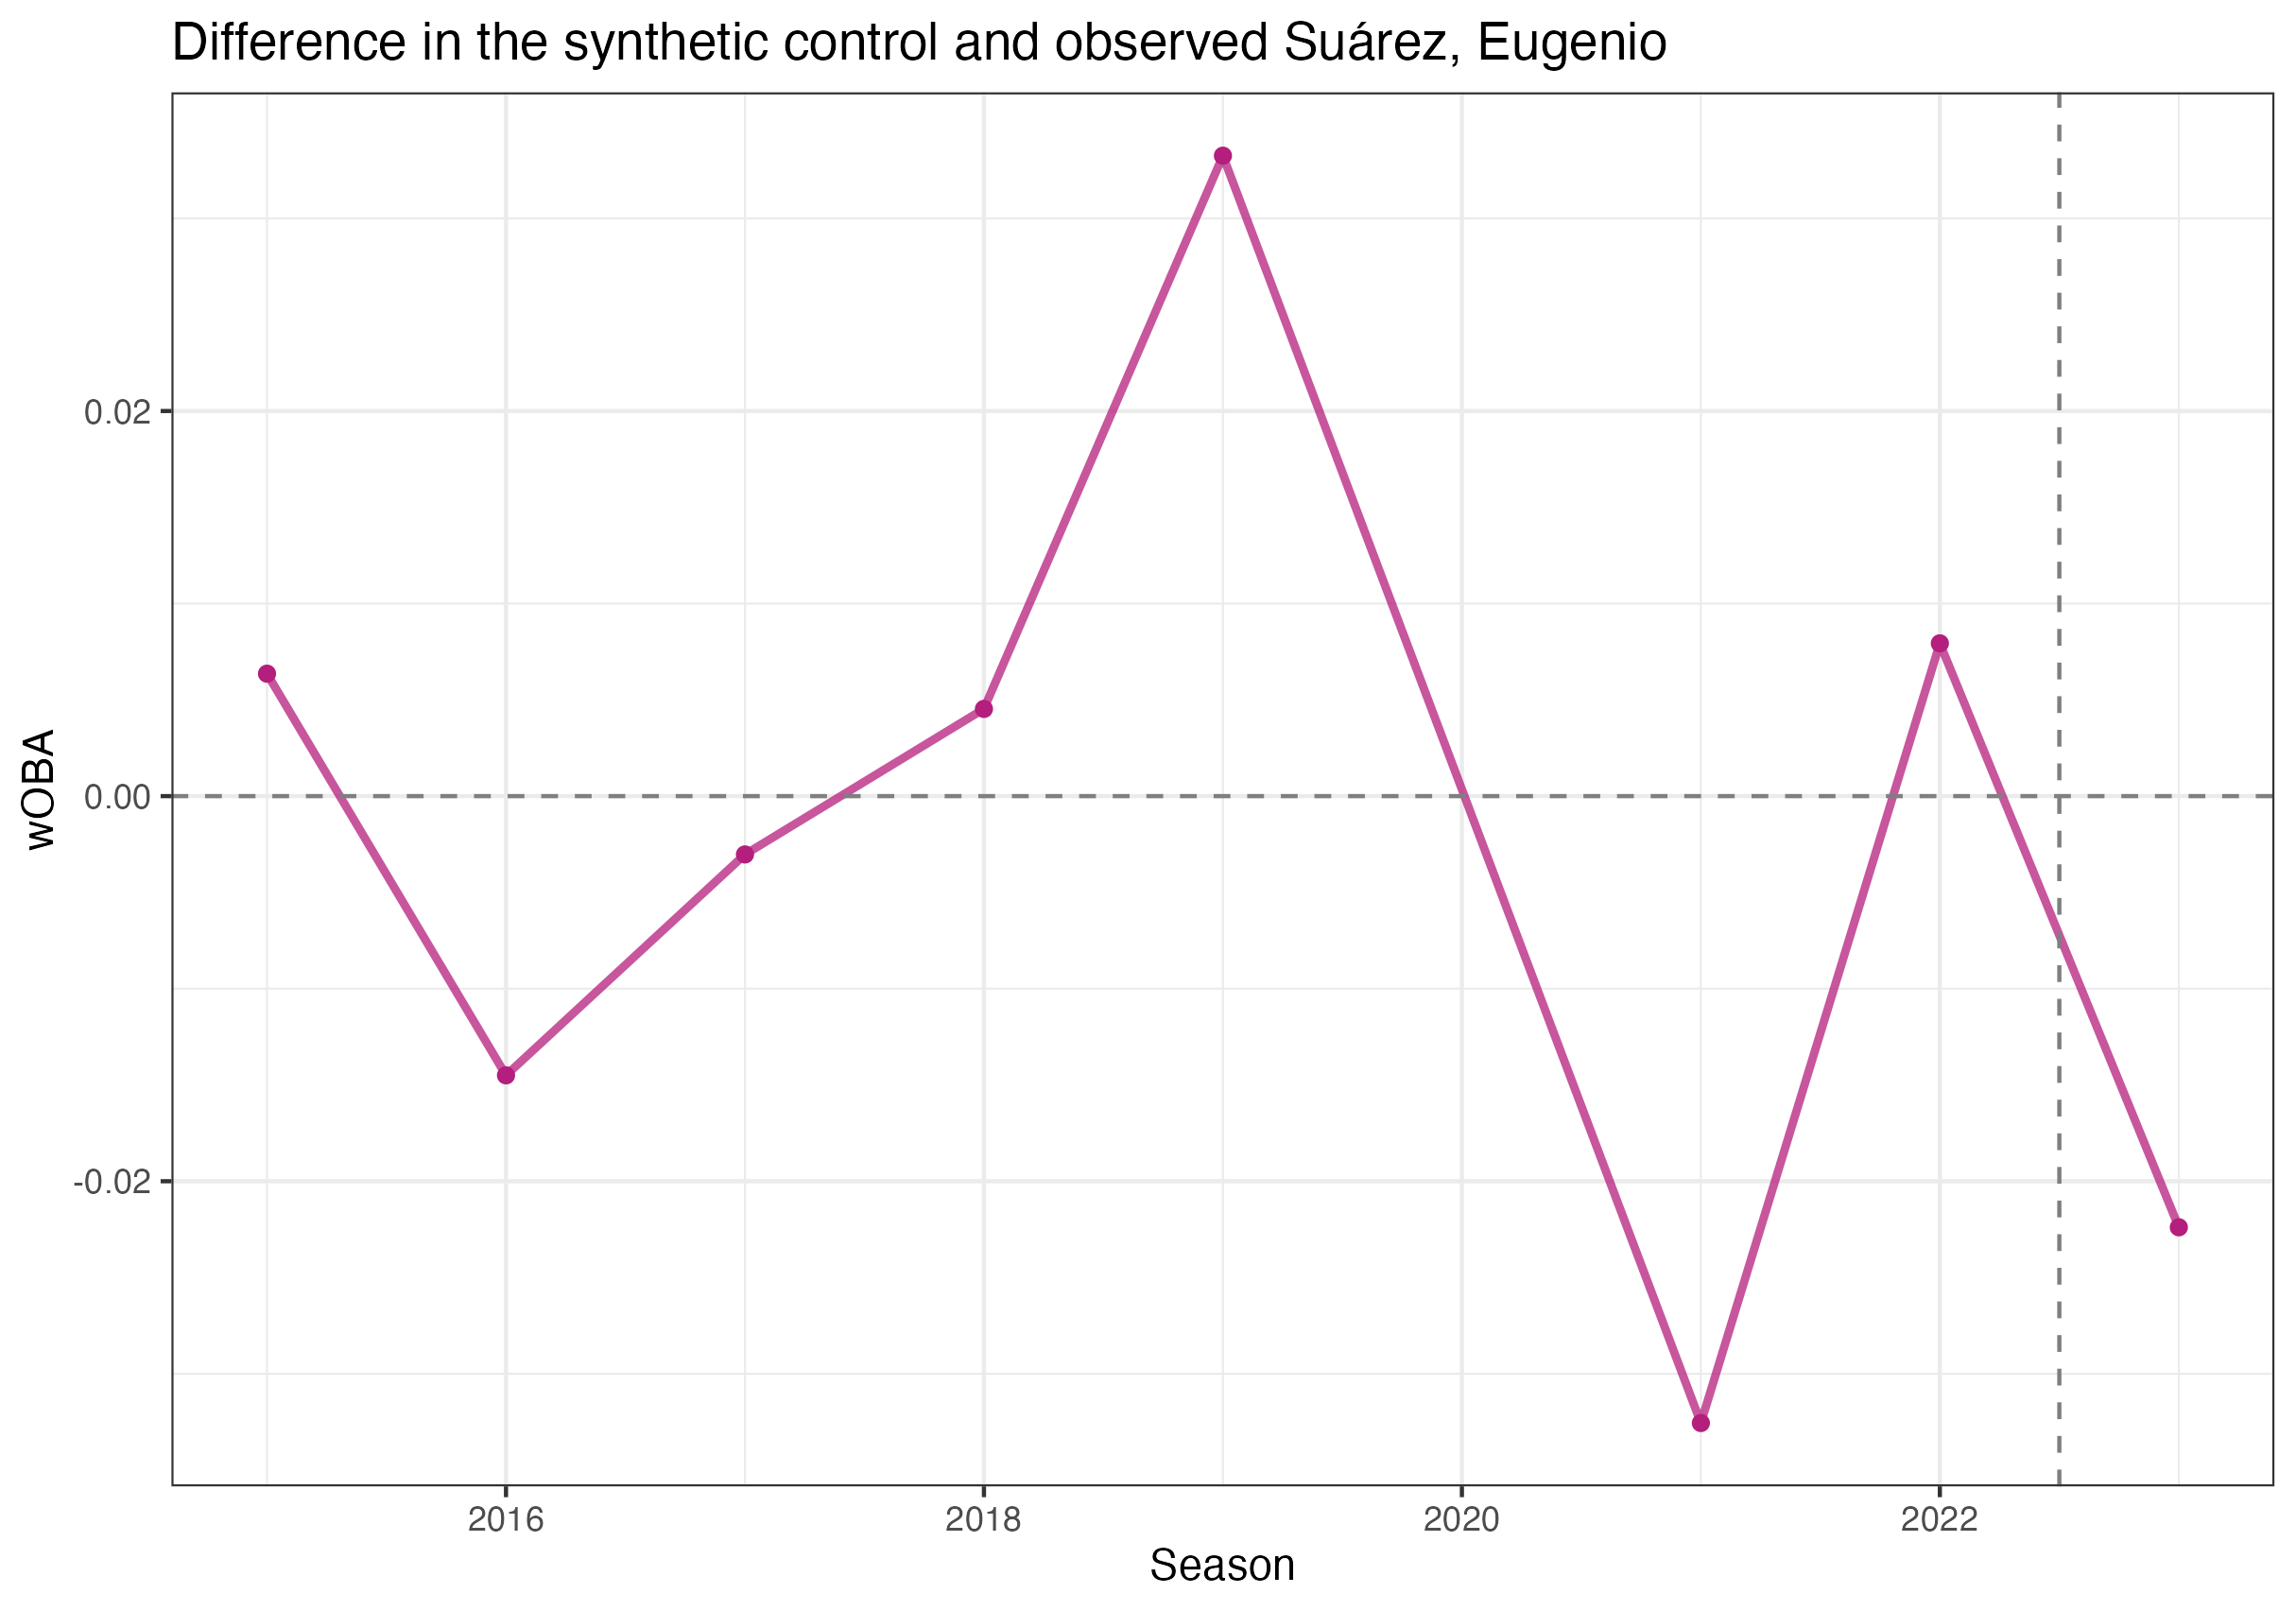 Difference in the synthetic control and observed Suárez, Eugenio
wOBA
0.02
0.00
-0.02
2016 2018 2020 2022
Season